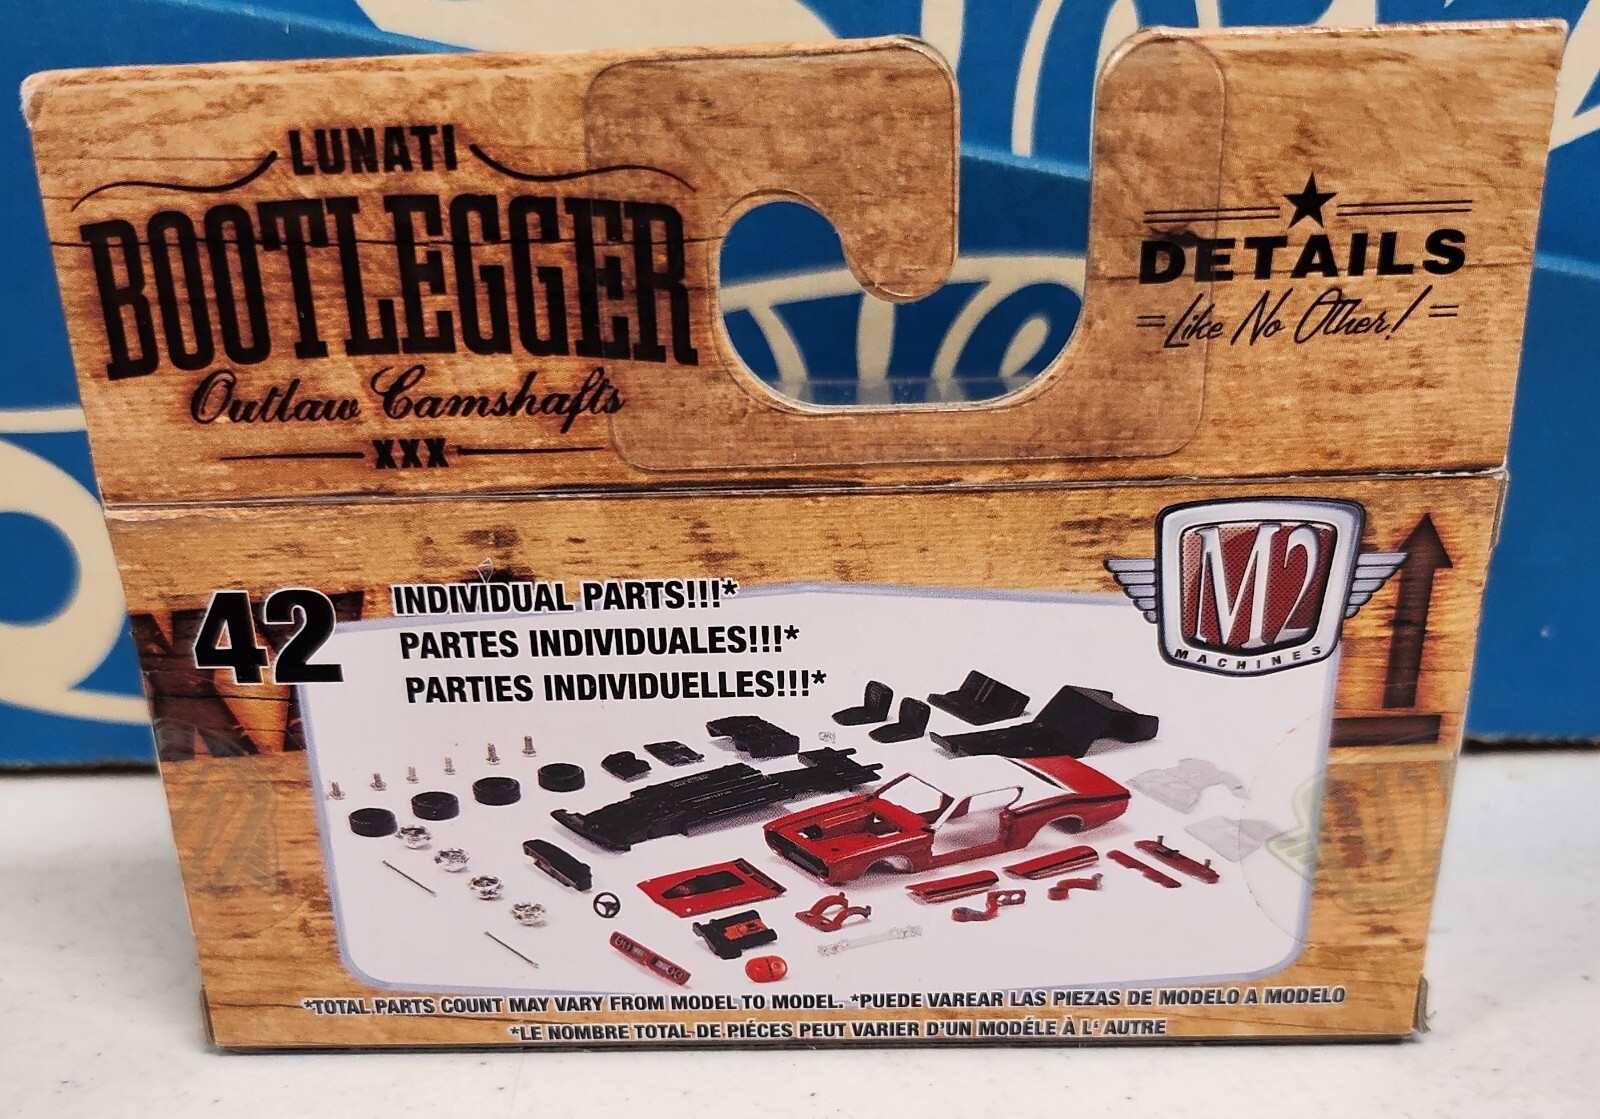 LUNATI
BOOTLEGGER
Outlaw Camshafts
XXX
DETAILS
Like No Other!
M2
MACHINES
42
INDIVIDUAL PARTS!!!*
PARTES INDIVIDUALES!!!*
PARTIES INDIVIDUELLES!!!*
*TOTAL PARTS COUNT MAY VARY FROM MODEL TO MODEL. *PUEDE VAREAR LAS PIEZAS DE MODELO A MODELO
*LE NOMBRE TOTAL DE PIÉCES PEUT VARIER D'UN MODÉLE À L' AUTRE